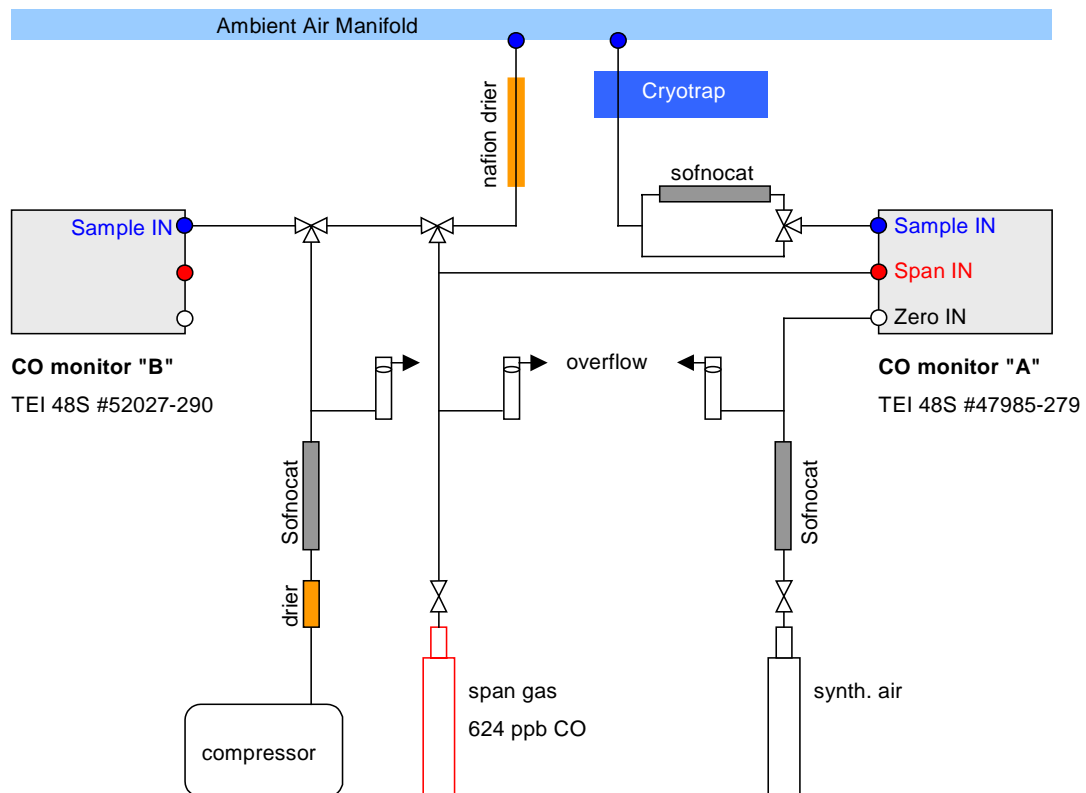 Ambient Air Manifold
Cryotrap
nafion drier
sofnocat
Sample IN
Sample IN
Span IN
Zero IN
CO monitor "B"
TEI 48S #52027-290
overflow
CO monitor "A"
TEI 48S #47985-279
Sofnocat
Sofnocat
drier
span gas
624 ppb CO
synth. air
compressor